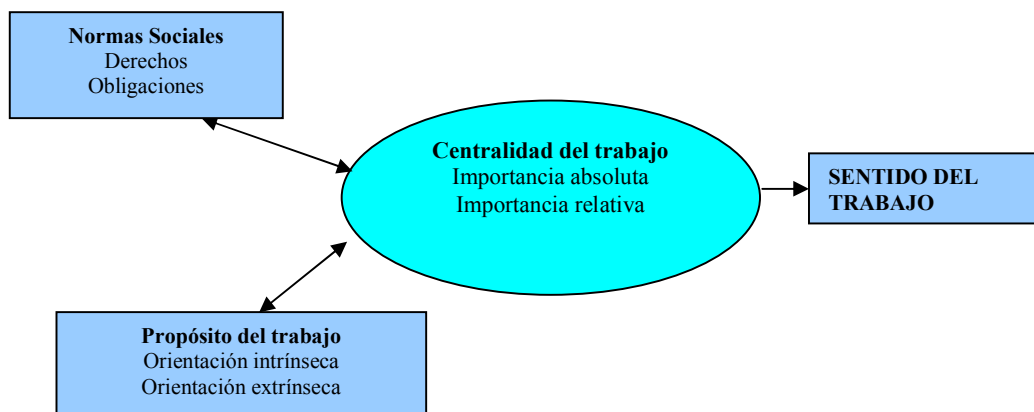 Normas Sociales
Derechos
Obligaciones
Centralidad del trabajo
Importancia absoluta
Importancia relativa
SENTIDO DEL
TRABAJO
Propósito del trabajo
Orientación intrínseca
Orientación extrínseca